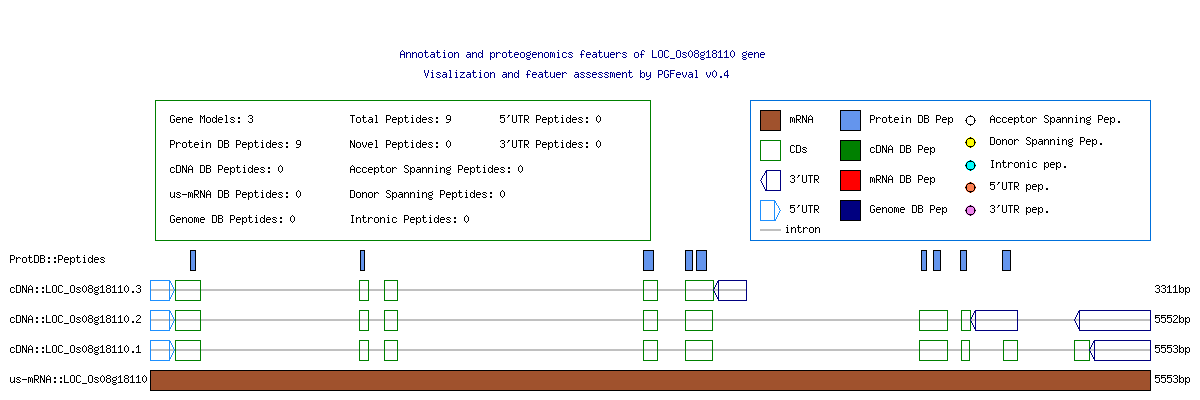 Annotation and proteogenomics featuers of LOC_Os08g18110 gene
Visalization and featuer assessment by PGFeval v0.4
Gene Models: 3
Total Peptides: 9
5'UTR Peptides: 0
Protein DB Peptides: 9
Novel Peptides: 0
3'UTR Peptides: 0
cDNA DB Peptides: 0
Acceptor Spanning Peptides: 0
us-mRNA DB Peptides: 0
Donor Spanning Peptides: 0
Genome DB Peptides: 0
Intronic Peptides: 0
mRNA
Protein DB Pep
Acceptor Spanning Pep.
CDs
cDNA DB Pep
Donor Spanning Pep.
3'UTR
mRNA DB Pep
Intronic pep.
5'UTR
Genome DB Pep
5'UTR pep.
3'UTR pep.
intron
ProtDB::Peptides
cDNA::LOC_Os08g18110.3
3311bp
cDNA::LOC_Os08g18110.2
5552bp
cDNA::LOC_Os08g18110.1
5553bp
us-mRNA::LOC_Os08g18110
5553bp